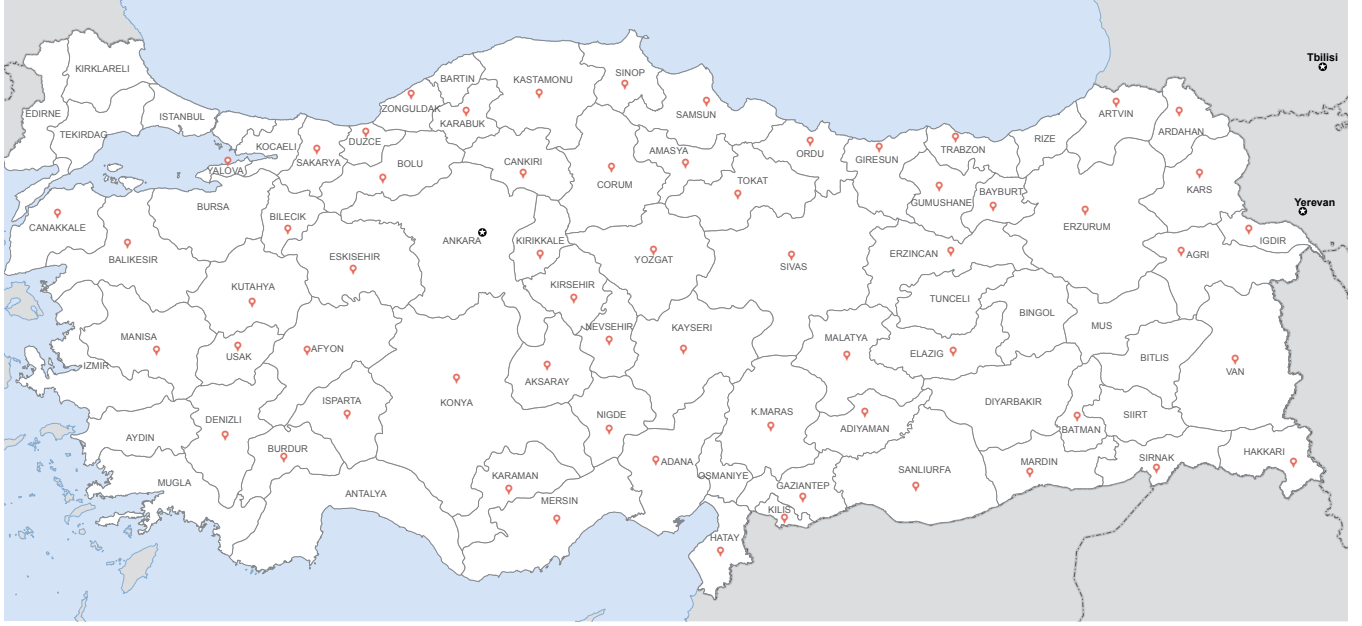 Tbilisi
KIRKLARELI
SINOP
BARTIN
KASTAMONU
ZONGULDAK
EDIRNE
ISTANBUL
SAMSUN
ARTVIN
KARABUK
TEKIRDAG
DUZCE
ARDAHAN
RIZE
KOCAELI
TRABZON
AMASYA
ORDU
GIRESUN
SAKARYA
BOLU
CANKIRI
YALOVA
CORUM
TOKAT
KARS
BAYBURT
GUMUSHANE
Yerevan
BURSA
BILECIK
CANAKKALE
ERZURUM
ANKARA
KIRIKKALE
IGDIR
ESKISEHIR
BALIKESIR
YOZGAT
SIVAS
ERZINCAN
AGRI
KUTAHYA
KIRSEHIR
TUNCELI
BINGOL
NEVSEHIR
KAYSERI
MUS
MANISA
MALATYA
AFYON
USAK
ELAZIG
BITLIS
IZMIR
AKSARAY
VAN
ISPARTA
KONYA
DIYARBAKIR
NIGDE
K.MARAS
SIIRT
DENIZLI
ADIYAMAN
BATMAN
AYDIN
BURDUR
HAKKARI
SIRNAK
ADANA
MARDIN
SANLIURFA
KARAMAN
OSMANIYE
MUGLA
GAZIANTEP
ANTALYA
MERSIN
KILIS
HATAY